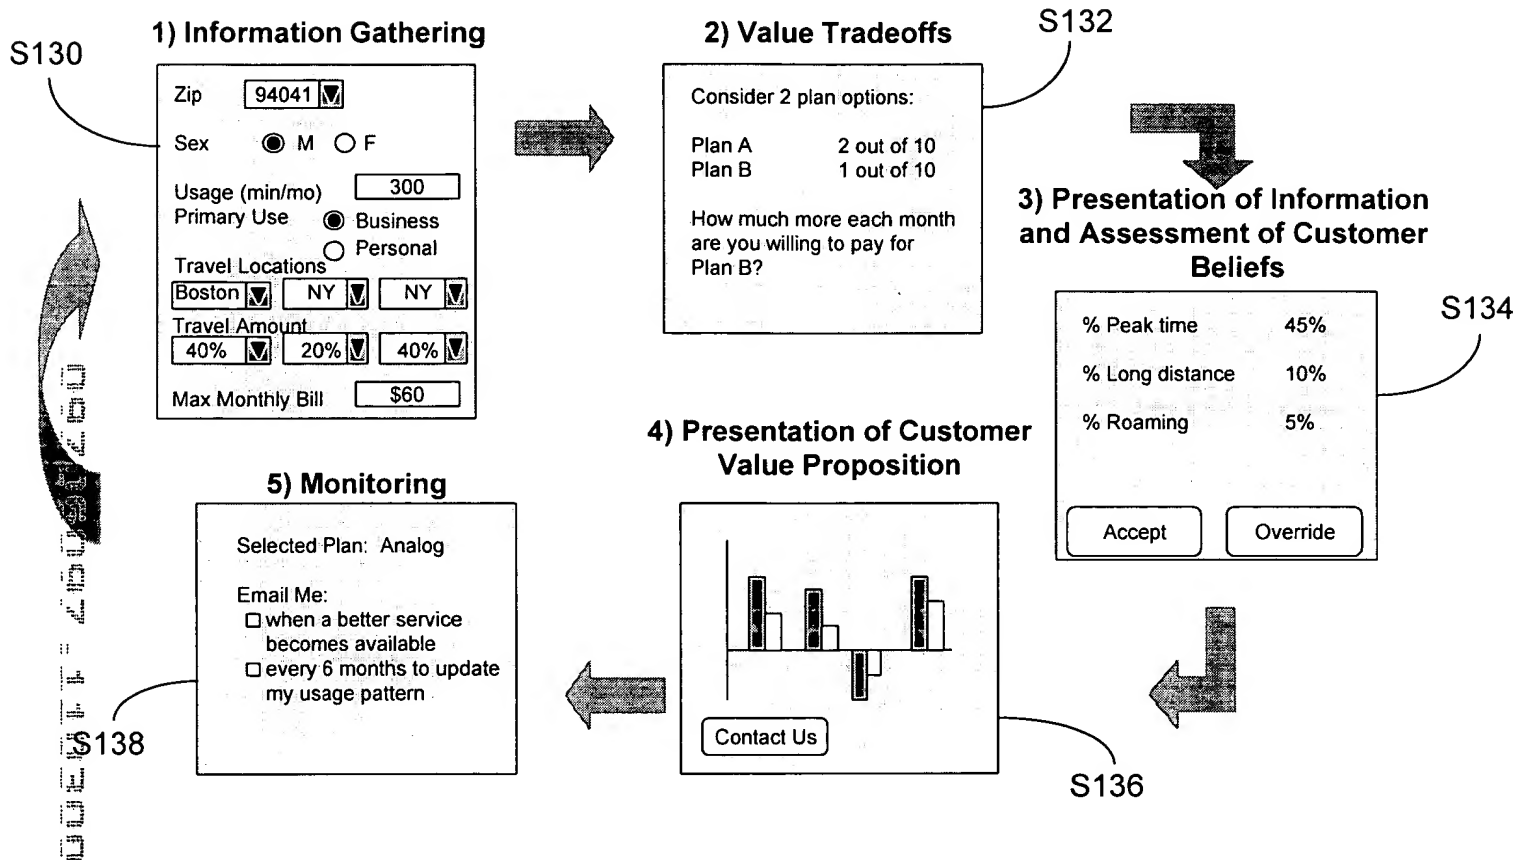 1) Information Gathering
S130
Zip 94041
Sex M F
Usage (min/mo) 300
Primary Use Business
Personal
Travel Locations
Boston NY NY
Travel Amount
40% 20% 40%
Max Monthly Bill $60
2) Value Tradeoffs
S132
Consider 2 plan options:
Plan A 2 out of 10
Plan B 1 out of 10
How much more each month
are you willing to pay for
Plan B?
3) Presentation of Information
and Assessment of Customer
Beliefs
S134
% Peak time 45%
% Long distance 10%
% Roaming 5%
Accept Override
4) Presentation of Customer
Value Proposition
Contact Us
S136
5) Monitoring
Selected Plan: Analog
Email Me:
when a better service
becomes available
every 6 months to update
my usage pattern
S138